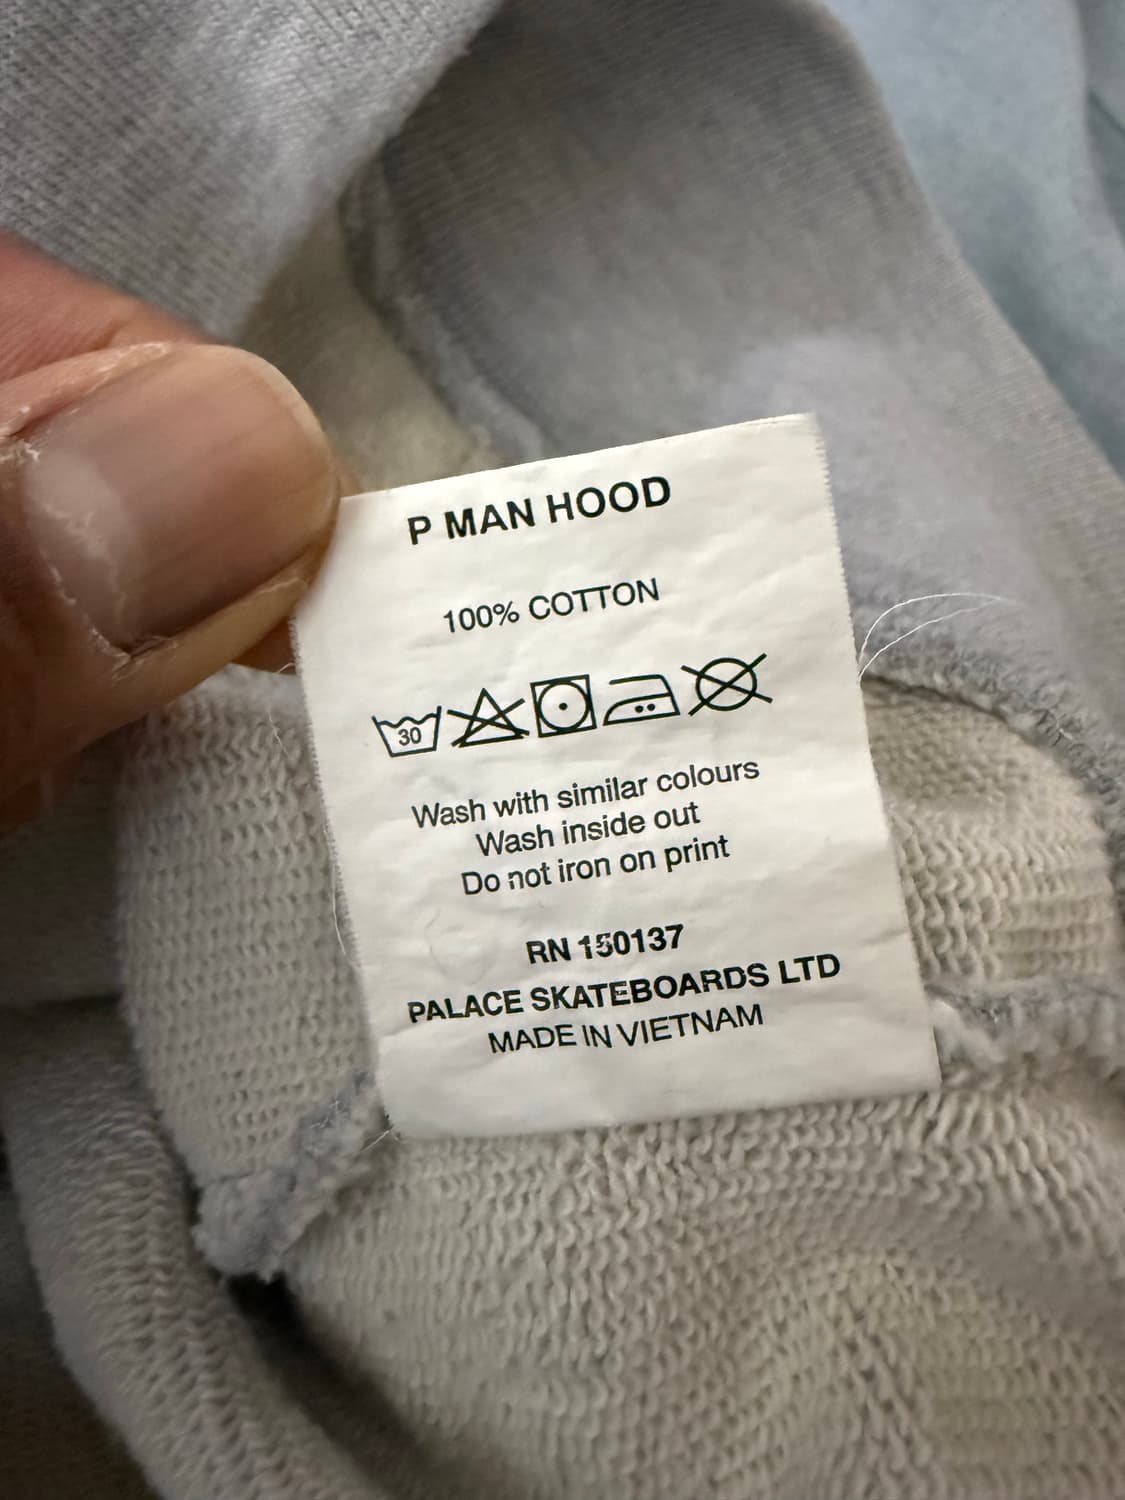 P MAN HOOD
100% COTTON
30
Wash with similar colours
Wash inside out
Do not iron on print
RN 150137
PALACE SKATEBOARDS LTD
MADE IN VIETNAM